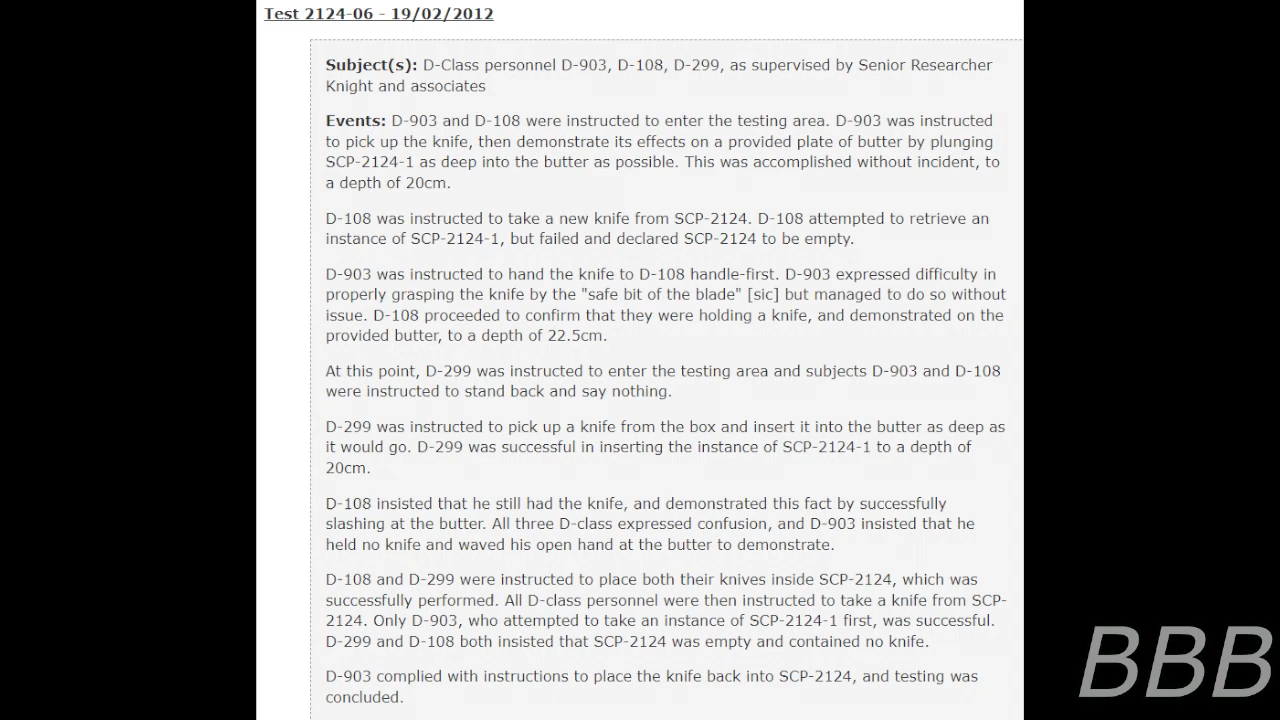 Test 2124-06 - 19/02/2012
Subject(s): D-Class personnel D-903, D-108, D-299, as supervised by Senior Researcher
Knight and associates
Events: D-903 and D-108 were instructed to enter the testing area. D-903 was instructed
to pick up the knife, then demonstrate its effects on a provided plate of butter by plunging
SCP-2124-1 as deep into the butter as possible. This was accomplished without incident, to
a depth of 20cm.
D-108 was instructed to take a new knife from SCP-2124. D-108 attempted to retrieve an
instance of SCP-2124-1, but failed and declared SCP-2124 to be empty.
D-903 was instructed to hand the knife to D-108 handle-first. D-903 expressed difficulty in
properly grasping the knife by the "safe bit of the blade" [sic] but managed to do so without
issue. D-108 proceeded to confirm that they were holding a knife, and demonstrated on the
provided butter, to a depth of 22.5cm.
At this point, D-299 was instructed to enter the testing area and subjects D-903 and D-108
were instructed to stand back and say nothing.
D-299 was instructed to pick up a knife from the box and insert it into the butter as deep as
it would go. D-299 was successful in inserting the instance of SCP-2124-1 to a depth of
20cm.
D-108 insisted that he still had the knife, and demonstrated this fact by successfully
slashing at the butter. All three D-class expressed confusion, and D-903 insisted that he
held no knife and waved his open hand at the butter to demonstrate.
D-108 and D-299 were instructed to place both their knives inside SCP-2124, which was
successfully performed. All D-class personnel were then instructed to take a knife from SCP-
2124. Only D-903, who attempted to take an instance of SCP-2124-1 first, was successful.
D-299 and D-108 both insisted that SCP-2124 was empty and contained no knife.
D-903 complied with instructions to place the knife back into SCP-2124, and testing was
concluded.
BBB